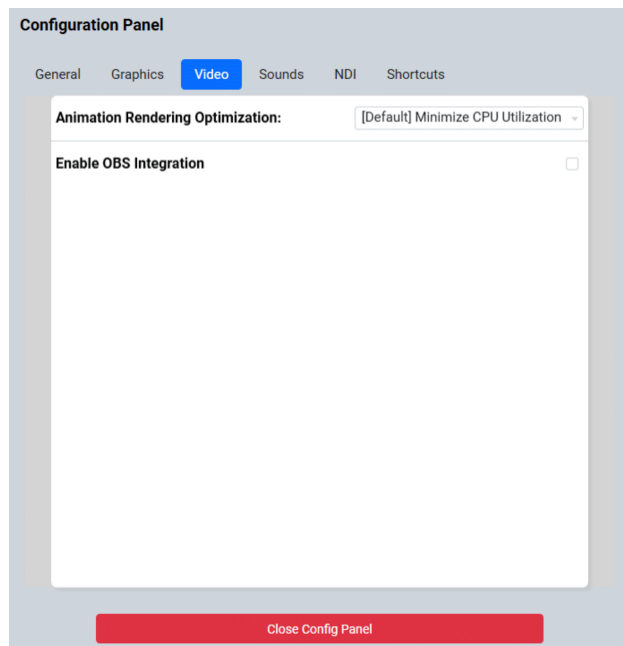 Configuration Panel
General Graphics Video Sounds NDI Shortcuts
Animation Rendering Optimization: [Default] Minimize CPU Utilization
Enable OBS Integration
Close Config Panel